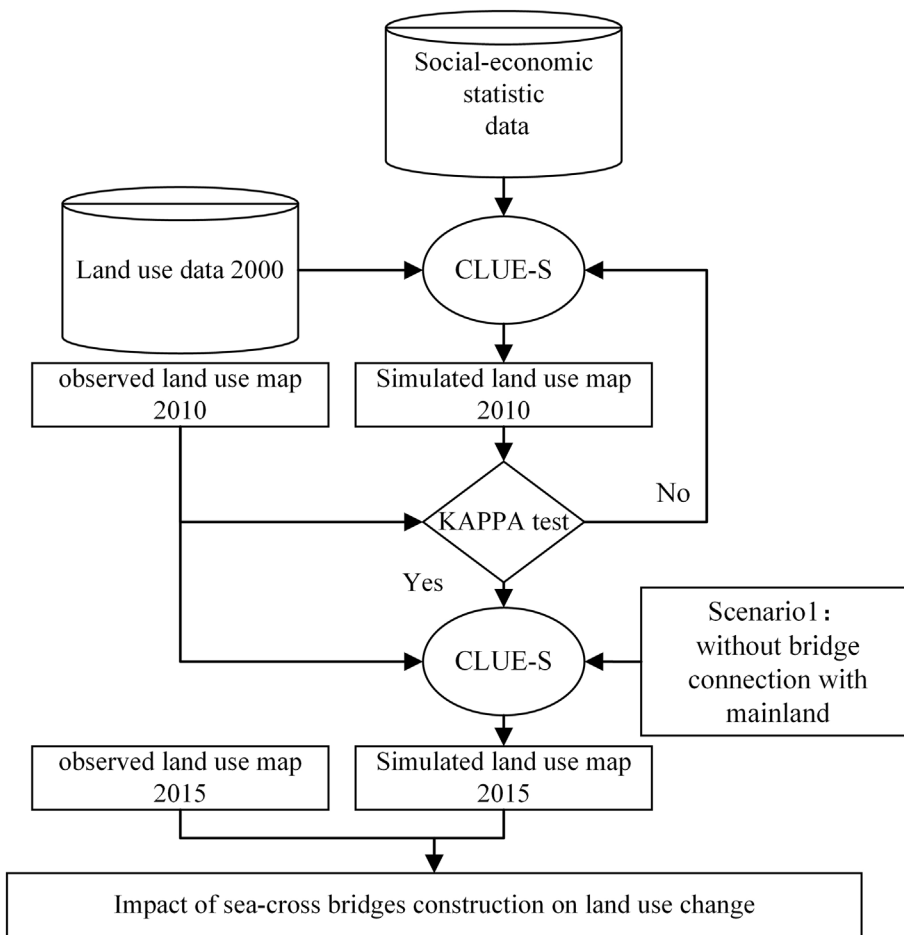 Social-economic
statistic
data
Land use data 2000
CLUE-S
observed land use map
2010
Simulated land use map
2010
KAPPA test
No
Yes
CLUE-S
Scenario1：
without bridge
connection with
mainland
observed land use map
2015
Simulated land use map
2015
Impact of sea-cross bridges construction on land use change